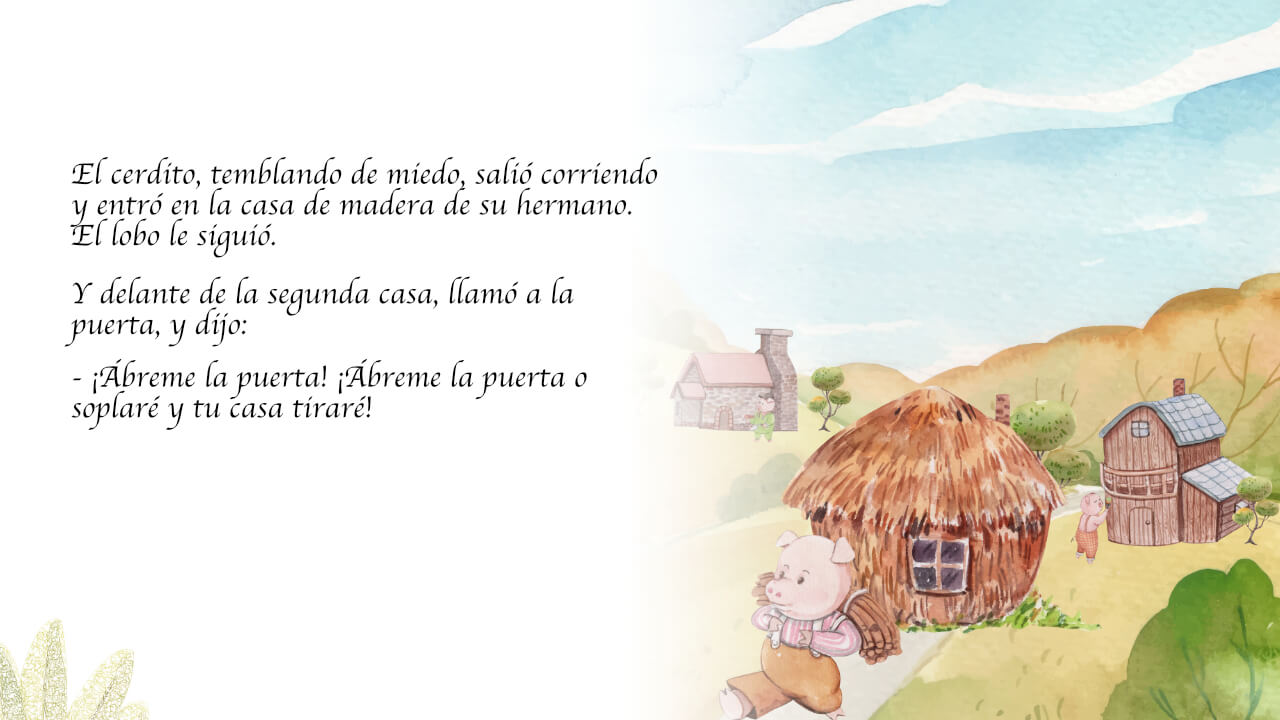 El cerdito, temblando de miedo, salió corriendo
y entró en la casa de madera de su hermano.
El lobo le siguió.
Y delante de la segunda casa, llamó a la
puerta, y dijo:
- ¡Ábreme la puerta! ¡Ábreme la puerta o
soplaré y tu casa tiraré!